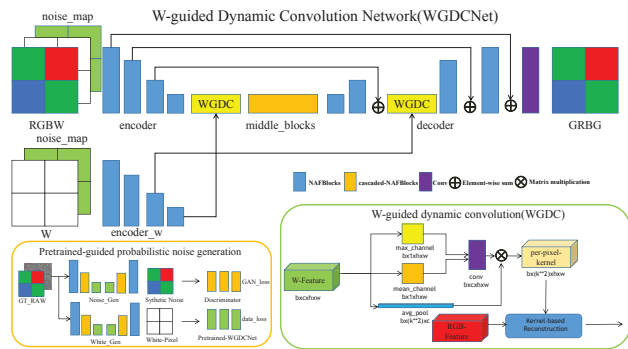 W-guided Dynamic Convolution Network(WGDCNet)
noise_map
RGBW
encoder
WGDC
middle_blocks
WGDC
decoder
GRBG
noise_map
W
encoder_w
NAFBlocks
cascaded-NAFBlocks
Conv
Element-wise sum
Matrix multiplication
Pretrained-guided probabilistic noise generation
GT_RAW
Noise_Gen
Sythetic Noise
Discriminator
GAN_loss
White_Gen
White-Pixel
Pretrained-WGDCNet
data_loss
W-guided dynamic convolution(WGDC)
W-Feature
bxcxhxw
max_channel
bx1xhxw
mean_channel
bx1xhxw
conv
bxcxhxw
avg_pool
bx(k**2)xc
per-pixel-
kernel
bx(k**2)xhxw
RGB-
Feature
Kernel-based
Reconstruction